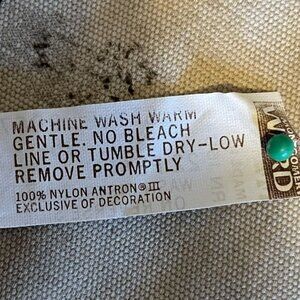 MACHINE WASH WARM
GENTLE. NO BLEACH
LINE OR TUMBLE DRY-LOW
REMOVE PROMPTLY
100% NYLON ANTRON® III
EXCLUSIVE OF DECORATION